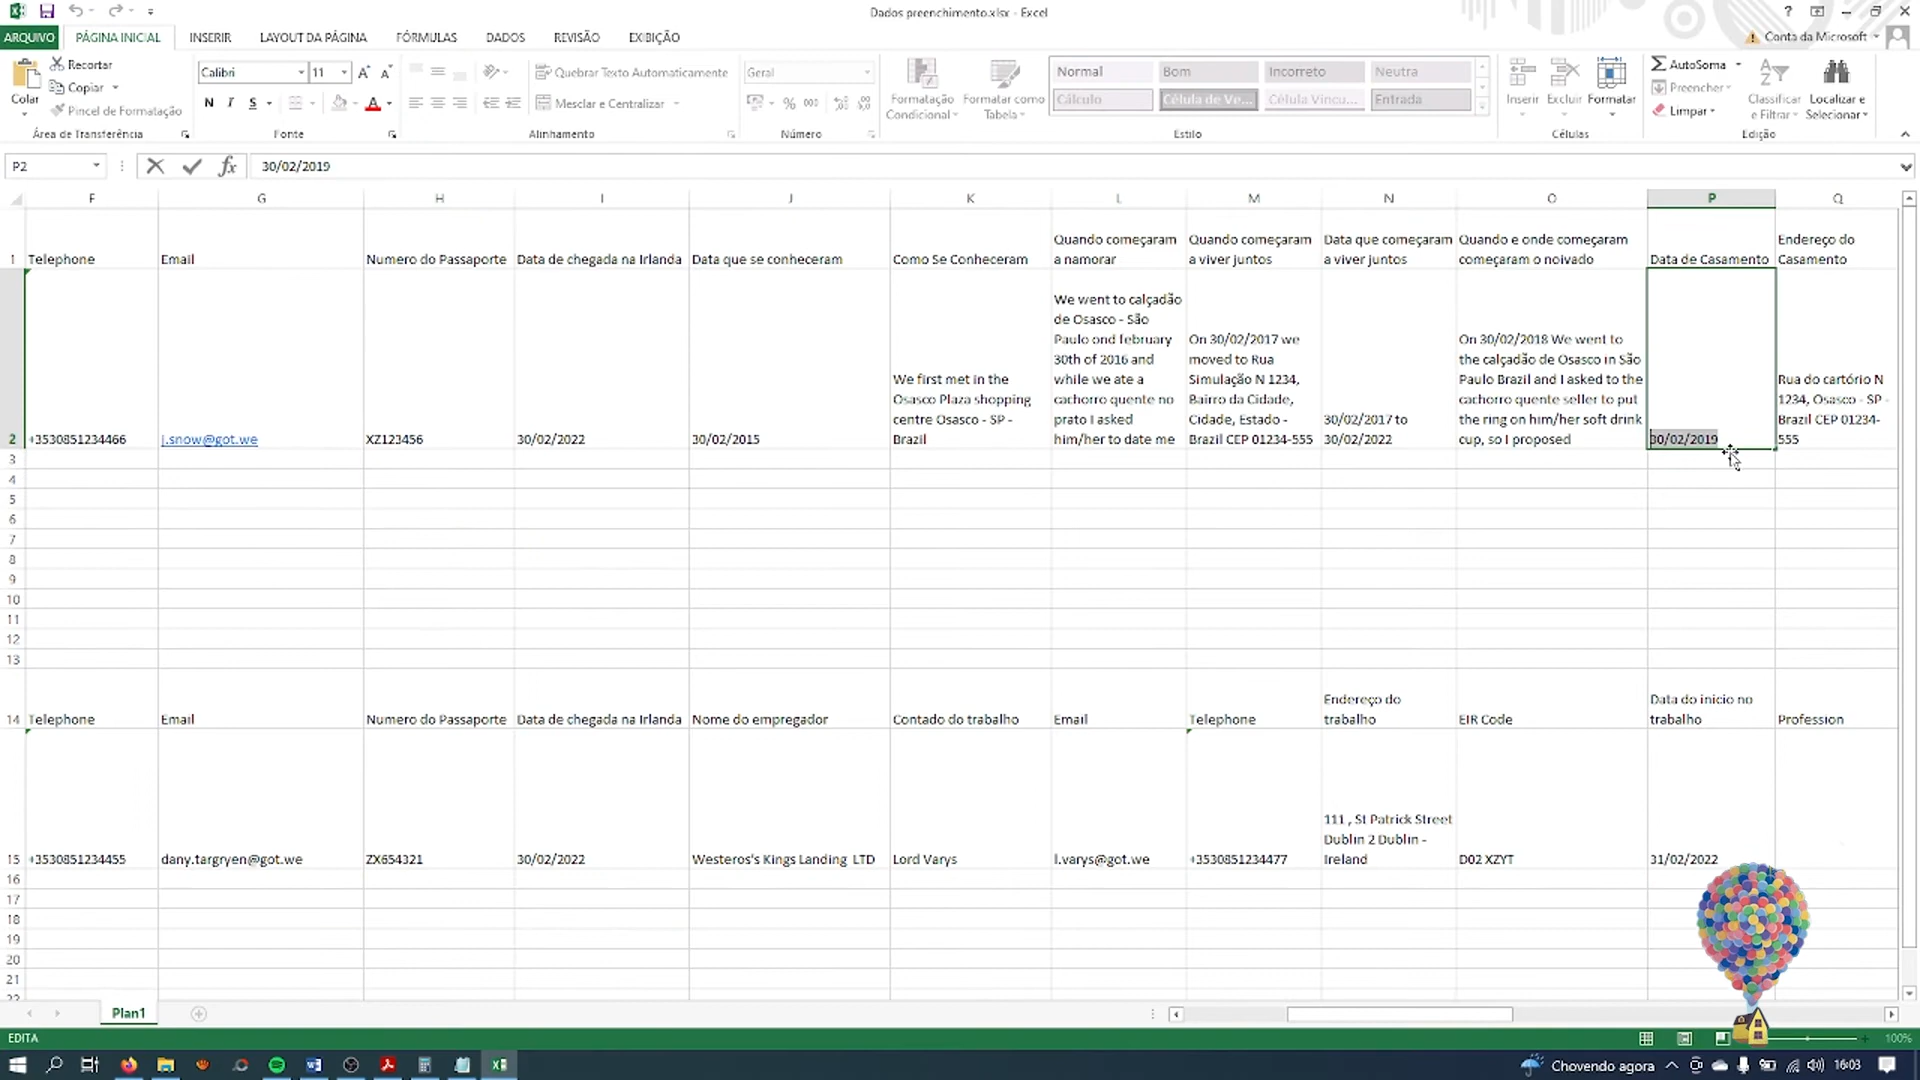 Dados preenchimento.xlsx - Excel
ARQUIVO PÁGINA INICIAL INSERIR LAYOUT DA PÁGINA FÓRMULAS DADOS REVISÃO EXIBIÇÃO Conta da Microsoft
Colar
Recortar
Copiar
Pincel de Formatação
Área de Transferência
Calibri 11
N I S
Fonte
Quebrar Texto Automaticamente
Mesclar e Centralizar
Alinhamento
Geral
% 000
Número
Formatação Condicional
Formatar como Tabela
Normal Bom Incorreto Neutra
Cálculo Célula de Ve... Célula Vincu... Entrada
Estilo
Inserir Excluir Formatar
Células
AutoSoma
Preencher
Limpar
Classificar e Filtrar
Localizar e Selecionar
Edição
P2 fx 30/02/2019
F G H I J K L M N O P Q
1 Telephone Email Numero do Passaporte Data de chegada na Irlanda Data que se conheceram Como Se Conheceram
Quando começaram a namorar
Quando começaram a viver juntos
Data que começaram a viver juntos
Quando e onde começaram começaram o noivado
Data de Casamento
Endereço do Casamento
2 +3530851234466 j.snow@got.we XZ123456 30/02/2022 30/02/2015
We first met in the
Osasco Plaza shopping
centre Osasco - SP -
Brazil
We went to calçadão
de Osasco - São
Paulo ond february
30th of 2016 and
while we ate a
cachorro quente no
prato I asked
him/her to date me
On 30/02/2017 we
moved to Rua
Simulação N 1234,
Bairro da Cidade,
Cidade, Estado -
Brazil CEP 01234-555
30/02/2017 to
30/02/2022
On 30/02/2018 We went to
the calçadão de Osasco in São
Paulo Brazil and I asked to the
cachorro quente seller to put
the ring on him/her soft drink
cup, so I proposed
30/02/2019
Rua do cartório N
1234, Osasco - SP -
Brazil CEP 01234-
555
3
4
5
6
7
8
9
10
11
12
13
14 Telephone Email Numero do Passaporte Data de chegada na Irlanda Nome do empregador Contado do trabalho Email Telephone
Endereço do
trabalho
EIR Code
Data do inicio no
trabalho
Profession
15 +3530851234455 dany.targryen@got.we ZX654321 30/02/2022 Westeros's Kings Landing LTD Lord Varys l.varys@got.we +3530851234477
111 , St Patrick Street
Dublin 2 Dublin -
Ireland
D02 XZYT
31/02/2022
16
17
18
19
20
21
22
Plan1
EDITA 100%
Chovendo agora 16:03